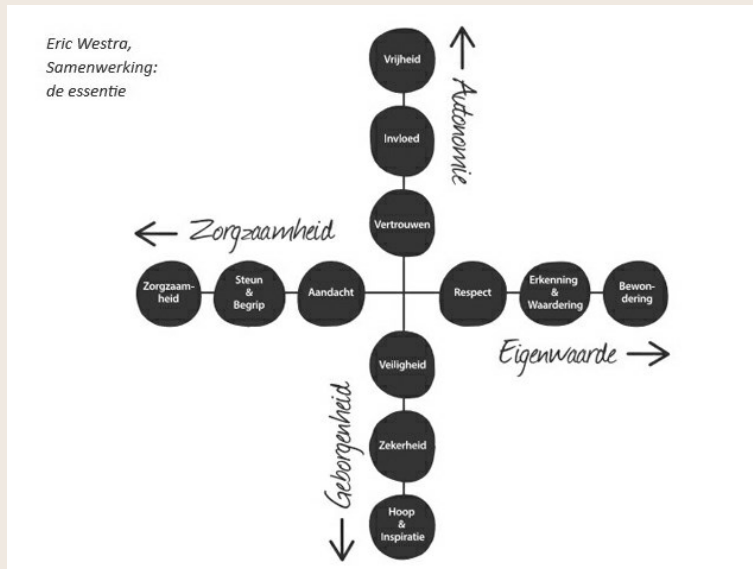 Eric Westra,
Samenwerking:
de essentie
Vrijheid
Autonomie
Invloed
Vertrouwen
Zorgzaamheid
Zorgzaam-
heid
Steun
&
Begrip
Aandacht
Respect
Erkenning
&
Waardering
Bewon-
dering
Eigenwaarde
Veiligheid
Geborgenheid
Zekerheid
Hoop
&
Inspiratie